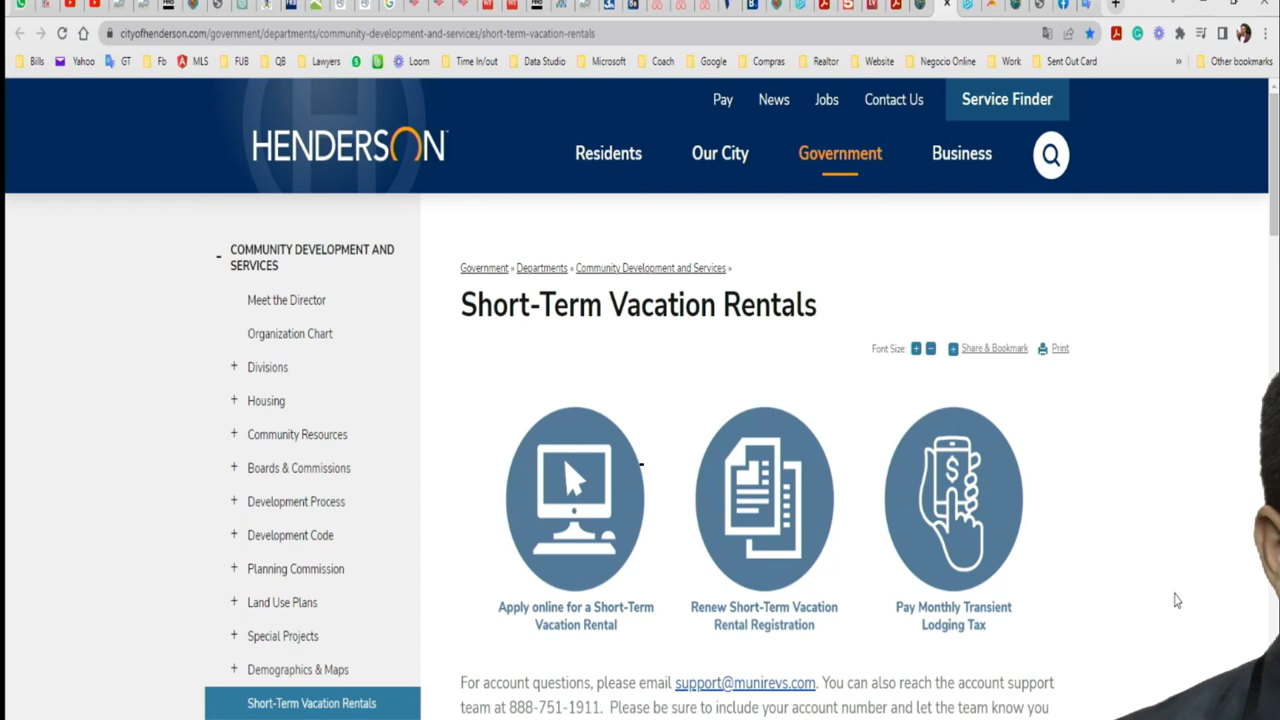 cityofhenderson.com/government/departments/community-development-and-services/short-term-vacation-rentals
Bills Yahoo GT Fb MLS FUB QB Lawyers Loom Time In/out Data Studio Microsoft Coach Google Compras Realtor Website Negocio Online Work Sent Out Card » Other bookmarks
Pay News Jobs Contact Us Service Finder
HENDERSON
Residents Our City Government Business
- COMMUNITY DEVELOPMENT AND
SERVICES
Meet the Director
Organization Chart
+ Divisions
+ Housing
+ Community Resources
+ Boards & Commissions
+ Development Process
+ Development Code
+ Planning Commission
+ Land Use Plans
+ Special Projects
+ Demographics & Maps
Short-Term Vacation Rentals
Government » Departments » Community Development and Services »
Short-Term Vacation Rentals
Font Size: + - + Share & Bookmark Print
$
Apply online for a Short-Term
Vacation Rental
Renew Short-Term Vacation
Rental Registration
Pay Monthly Transient
Lodging Tax
For account questions, please email support@munirevs.com. You can also reach the account support
team at 888-751-1911. Please be sure to include your account number and let the team know you